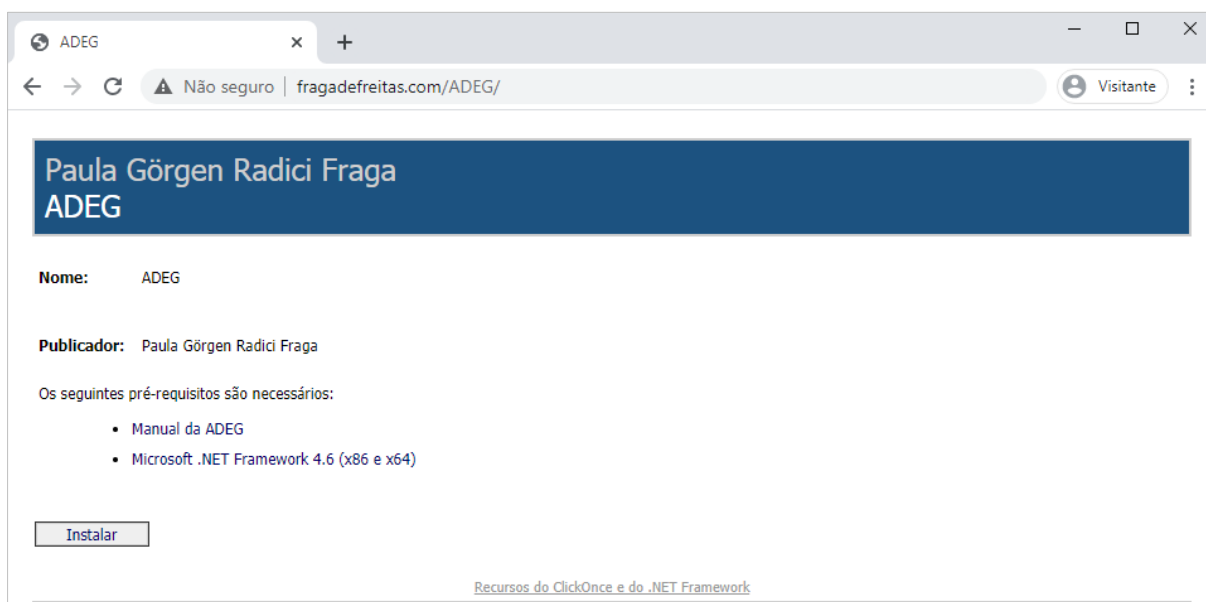 ADEG
Não seguro | fragadefreitas.com/ADEG/
Visitante
Paula Görgen Radici Fraga
ADEG
Nome: ADEG
Publicador: Paula Görgen Radici Fraga
Os seguintes pré-requisitos são necessários:
• Manual da ADEG
• Microsoft .NET Framework 4.6 (x86 e x64)
Instalar
Recursos do ClickOnce e do .NET Framework